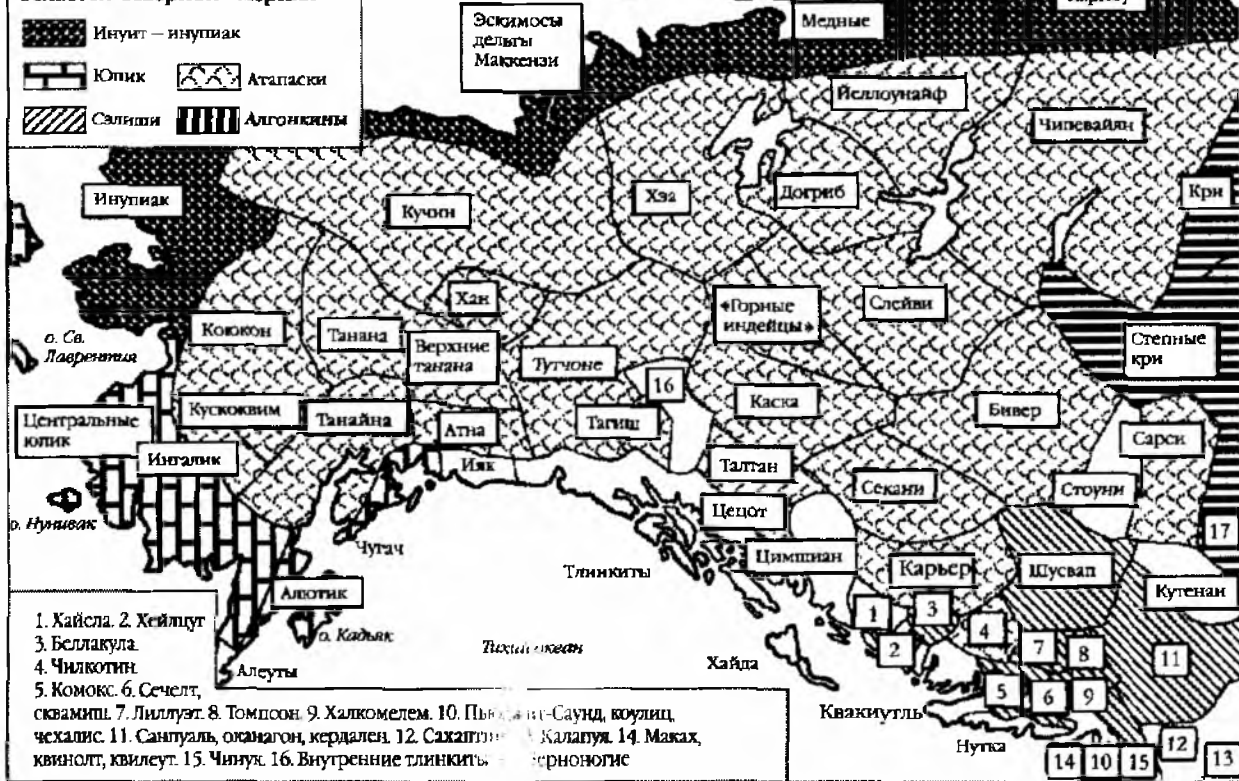 Инуит – инупиак
Юпик
Атапаски
Салиши
Алгонкины
Эскимосы
дельты
Маккензи
Медные
Йеллоунайф
Чипевайян
Инупиак
Кучин
Хэа
Догриб
Кри
Хан
«Горные
индейцы»
Слейви
о. Св.
Лаврентия
Коюкон
Танана
Верхние
танана
Тутчоне
16
Степные
кри
Центральные
юпик
Кускоквим
Танайна
Атна
Тагиш
Каска
Бивер
Сарси
Ингалик
Ияк
Талтан
Секани
Стоуни
о. Нунивак
Цецот
17
Чугач
Тлинкиты
Цимшиан
Карьер
Шусвап
Кутенаи
Алютик
о. Кадьяк
Алеуты
Тихий океан
Хайда
1
3
2
4
7
8
11
5
6
9
Квакиутль
Нутка
12
14
10
15
13
1. Хайсла. 2. Хейлцуг
3. Беллакула.
4. Чилкотин.
5. Комокс. 6. Сечелт,
сквамиш. 7. Лиллуэт. 8. Томпсон. 9. Халкомелем. 10. -Саунд, коулиц,
чехалис. 11. Санпуаль, оканагон, кердален. 12. Калапуя. 14. Маках,
квинолт, квилеут. 15. Чинук. 16. Внутренние тлинкиты